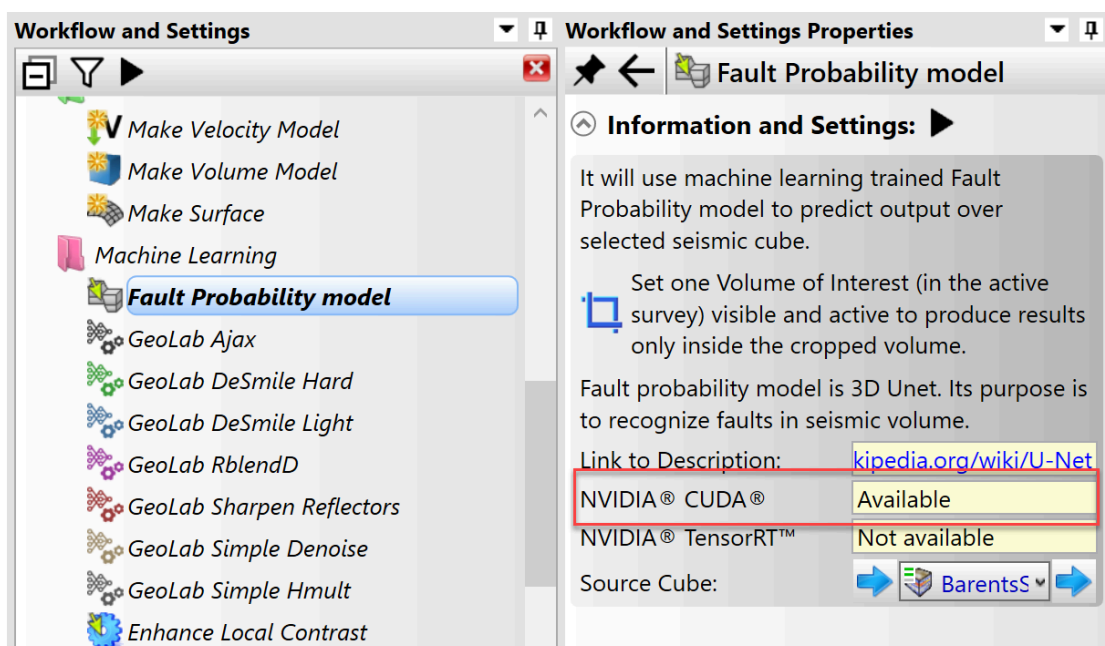 Workflow and Settings
Make Velocity Model
Make Volume Model
Make Surface
Machine Learning
Fault Probability model
GeoLab Ajax
GeoLab DeSmile Hard
GeoLab DeSmile Light
GeoLab RblendD
GeoLab Sharpen Reflectors
GeoLab Simple Denoise
GeoLab Simple Hmult
Enhance Local Contrast
Workflow and Settings Properties
Fault Probability model
Information and Settings:
It will use machine learning trained Fault
Probability model to predict output over
selected seismic cube.
Set one Volume of Interest (in the active
survey) visible and active to produce results
only inside the cropped volume.
Fault probability model is 3D Unet. Its purpose is
to recognize faults in seismic volume.
Link to Description: kipedia.org/wiki/U-Net
NVIDIA® CUDA® Available
NVIDIA® TensorRT™ Not available
Source Cube: BarentsS